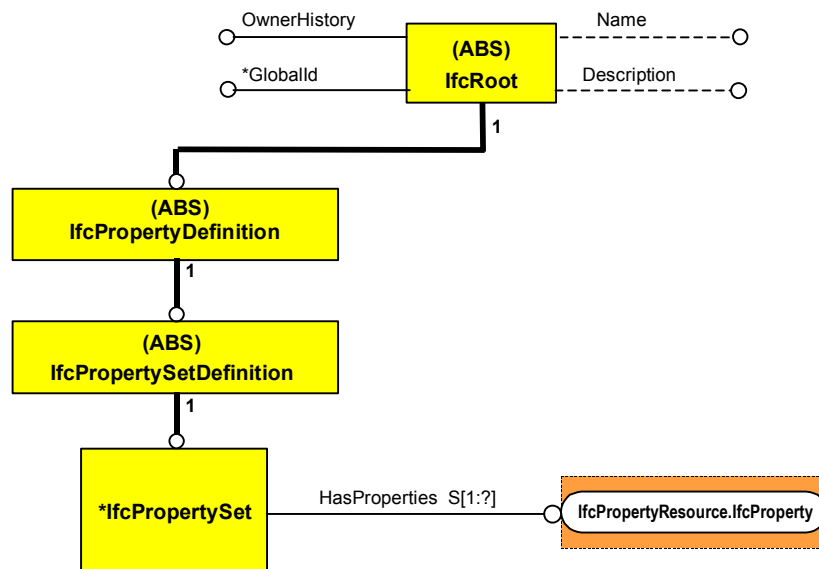 OwnerHistory
(ABS)
Name
*GlobalId
IfcRoot
Description
1
(ABS)
IfcPropertyDefinition
1
(ABS)
IfcPropertySetDefinition
1
*IfcPropertySet
HasProperties S[1:?]
IfcPropertyResource.IfcProperty